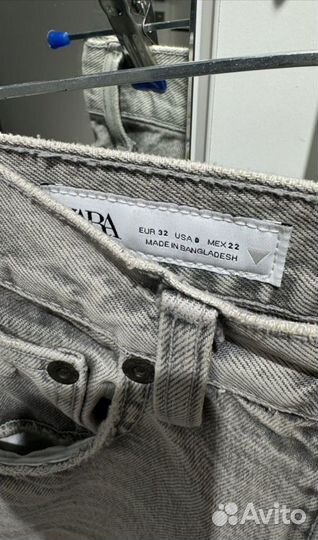 ZARA
EUR 32 USA 0 MEX 22
MADE IN BANGLADESH
Avito